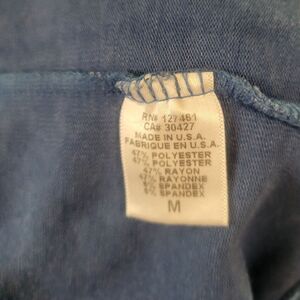 RN# 127461
CA# 30427
MADE IN U.S.A.
FABRIQUE EN U.S.A.
47% POLYESTER
47% POLYESTER
47% RAYON
47% RAYONNE
6% SPANDEX
6% SPANDEX
M